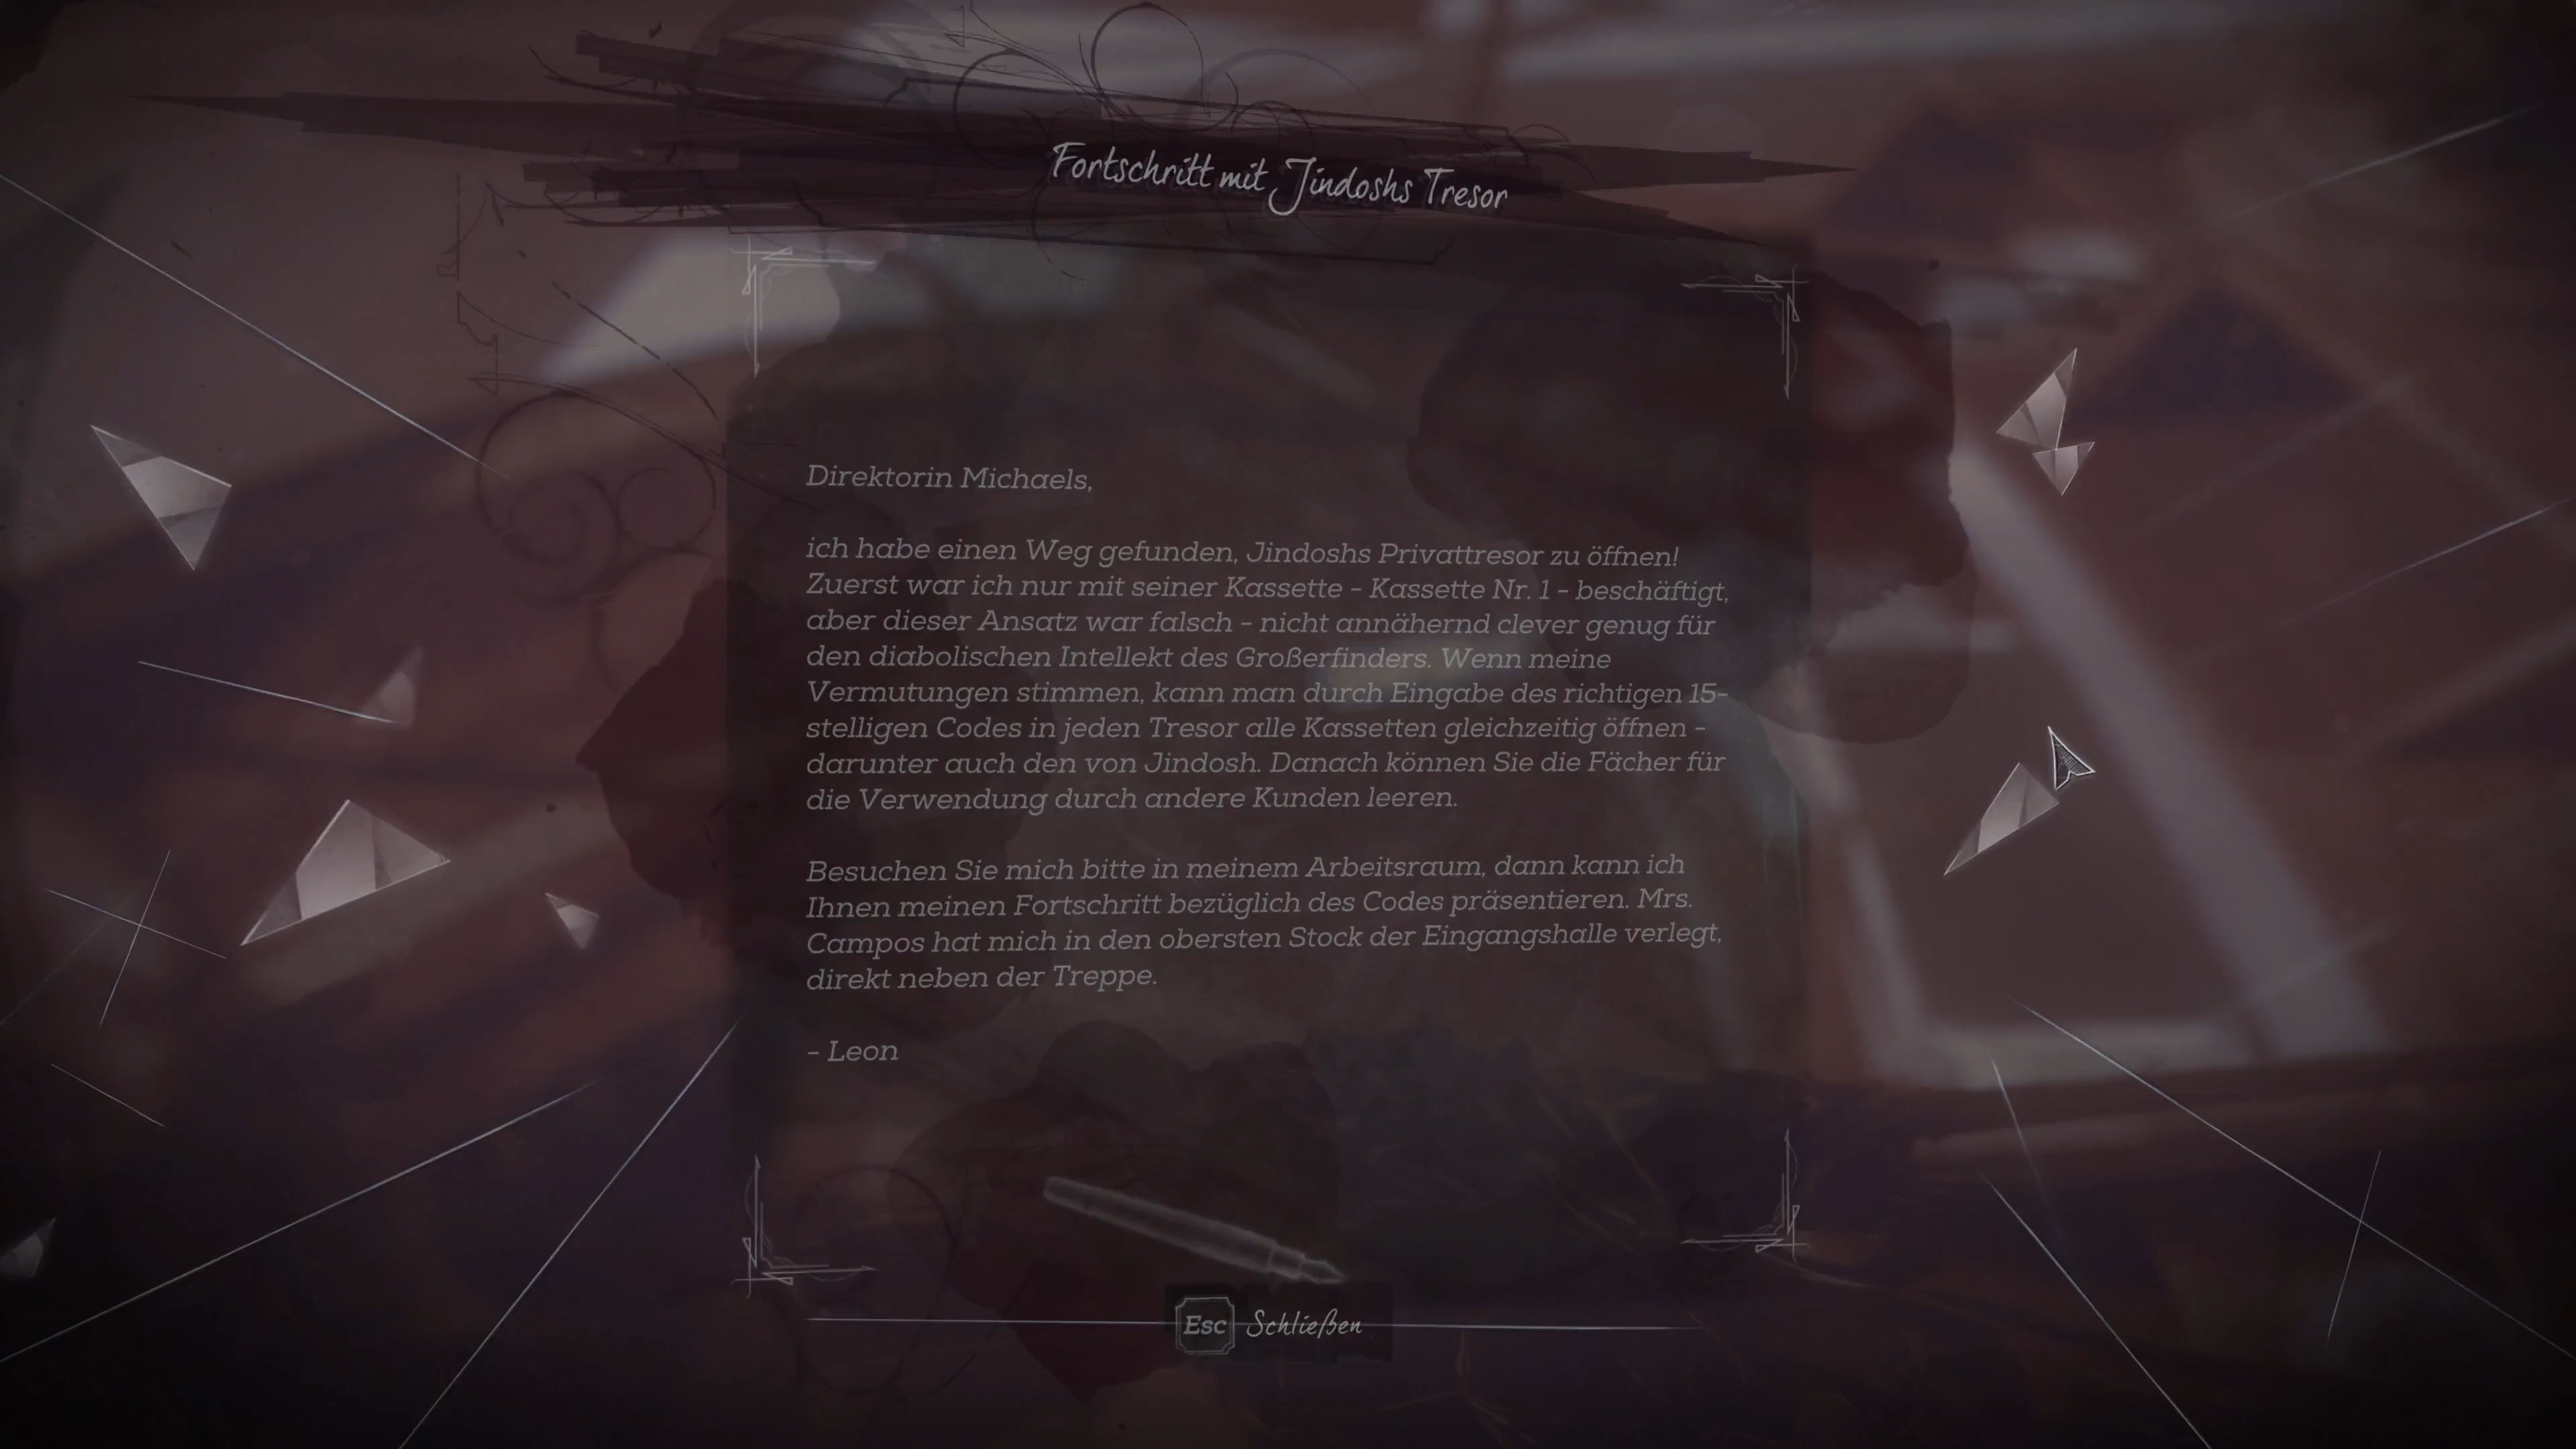 Fortschritt mit Jindoshs Tresor
Direktorin Michaels,
ich habe einen Weg gefunden, Jindoshs Privattresor zu öffnen!
Zuerst war ich nur mit seiner Kassette - Kassette Nr. 1 - beschäftigt,
aber dieser Ansatz war falsch - nicht annähernd clever genug für
den diabolischen Intellekt des Großerfinders. Wenn meine
Vermutungen stimmen, kann man durch Eingabe des richtigen 15-
stelligen Codes in jeden Tresor alle Kassetten gleichzeitig öffnen -
darunter auch den von Jindosh. Danach können Sie die Fächer für
die Verwendung durch andere Kunden leeren.
Besuchen Sie mich bitte in meinem Arbeitsraum, dann kann ich
Ihnen meinen Fortschritt bezüglich des Codes präsentieren. Mrs.
Campos hat mich in den obersten Stock der Eingangshalle verlegt,
direkt neben der Treppe.
- Leon
Esc Schließen